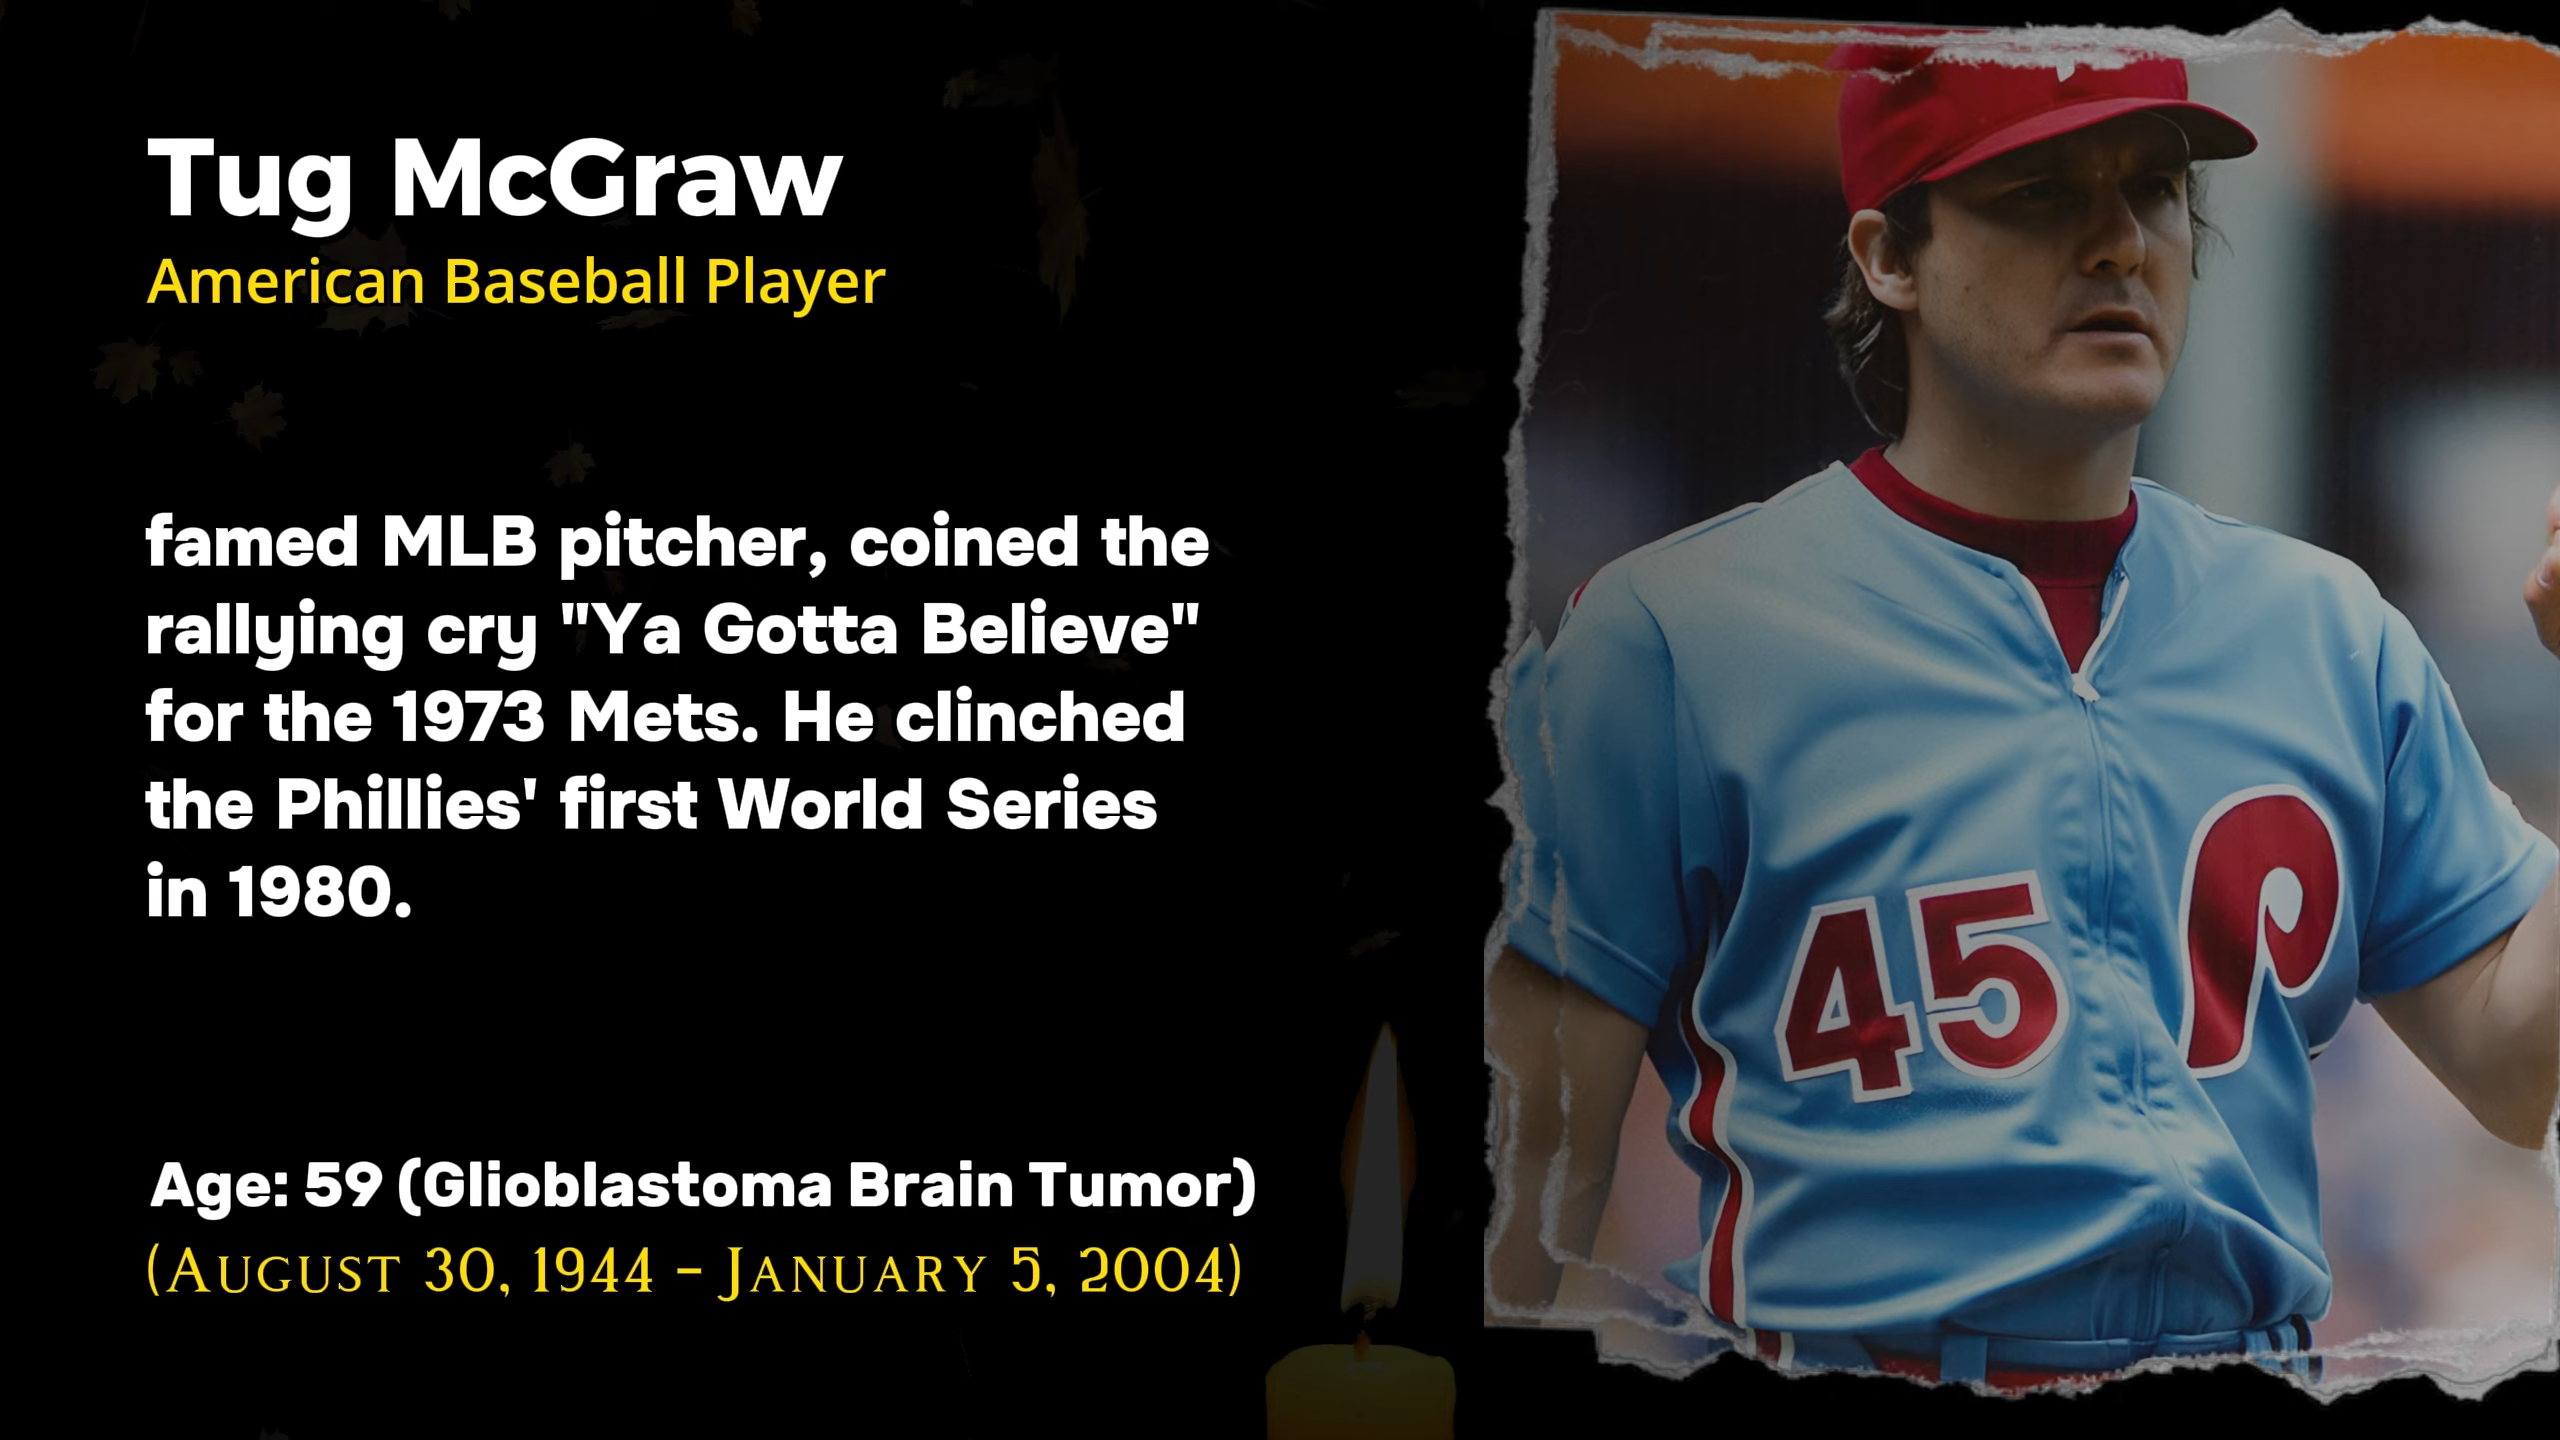 Tug McGraw
American Baseball Player
famed MLB pitcher, coined the
rallying cry "Ya Gotta Believe"
for the 1973 Mets. He clinched
the Phillies' first World Series
in 1980.
Age: 59 (Glioblastoma Brain Tumor)
(August 30, 1944 – January 5, 2004)
45 P